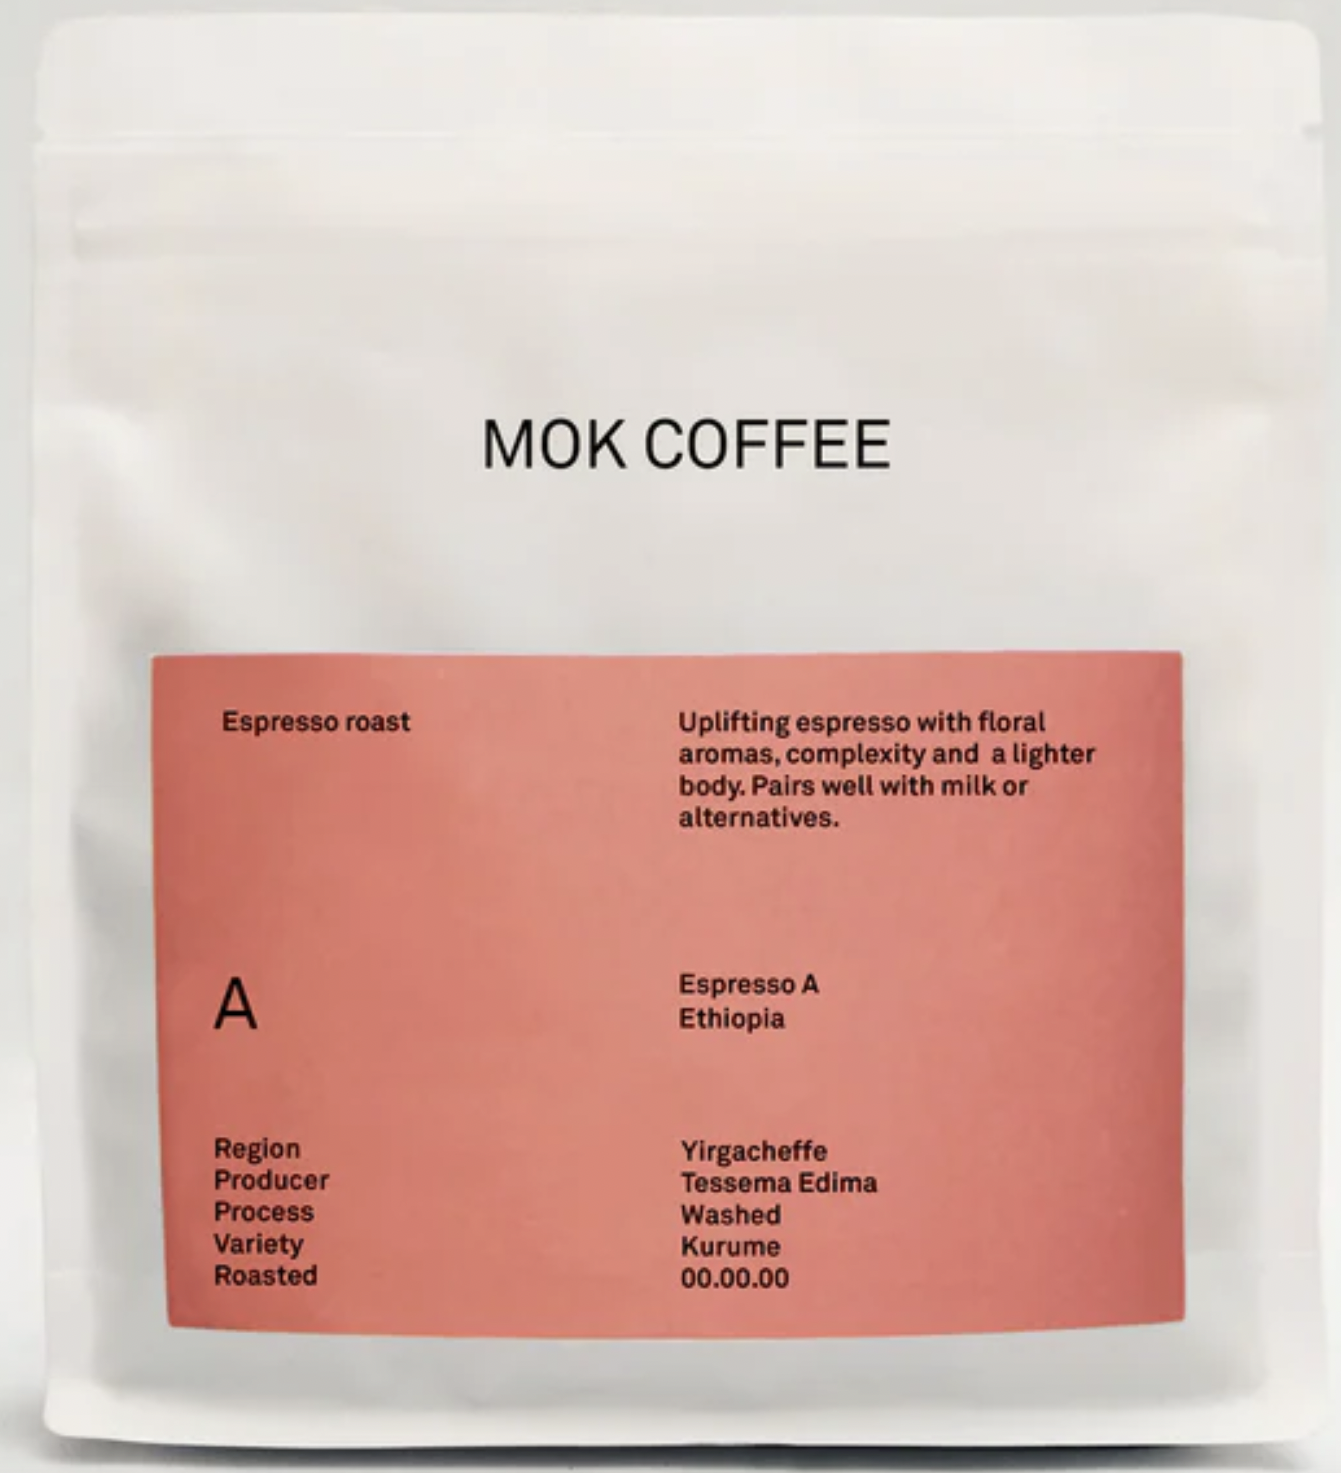 MOK COFFEE
Espresso roast
Uplifting espresso with floral
aromas, complexity and a lighter
body. Pairs well with milk or
alternatives.
A
Espresso A
Ethiopia
Region Yirgacheffe
Producer Tessema Edima
Process Washed
Variety Kurume
Roasted 00.00.00